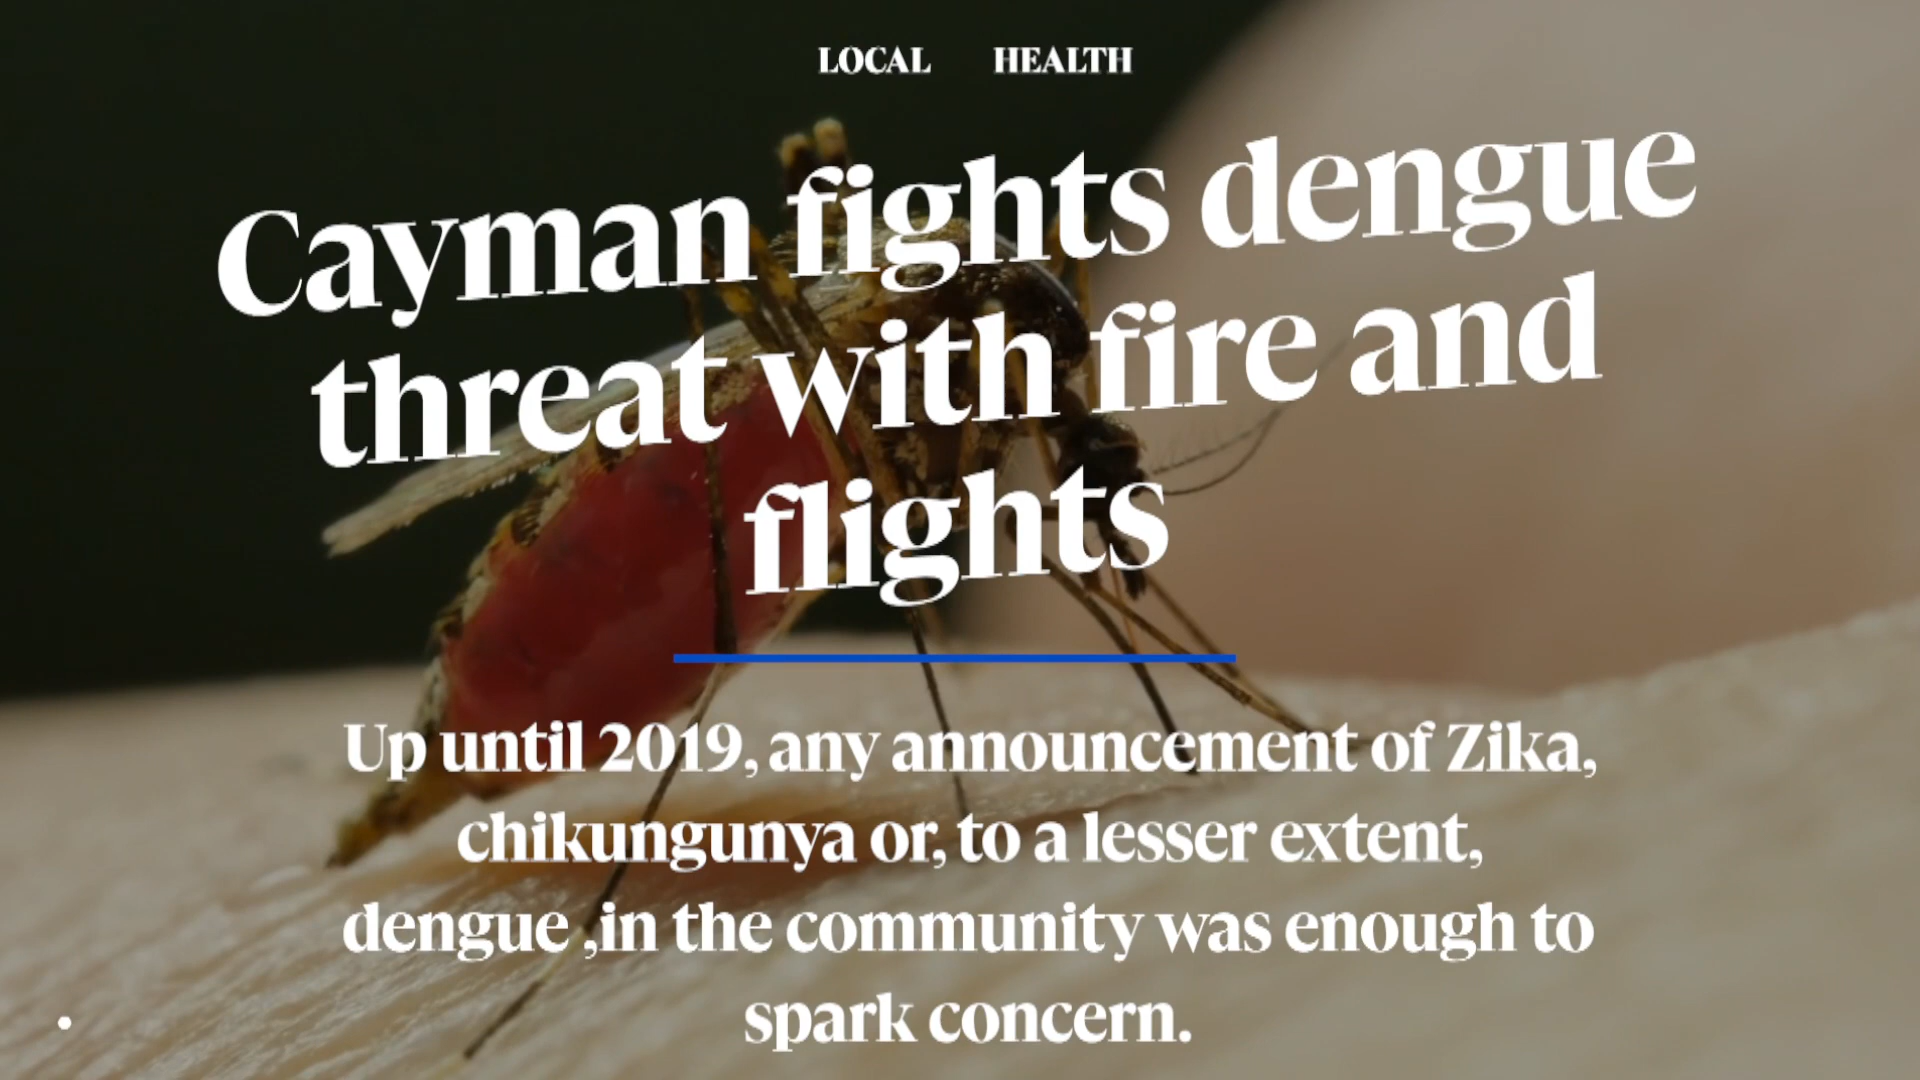 LOCAL HEALTH
Cayman fights dengue
threat with fire and
flights
Up until 2019, any announcement of Zika,
chikungunya or, to a lesser extent,
dengue ,in the community was enough to
spark concern.